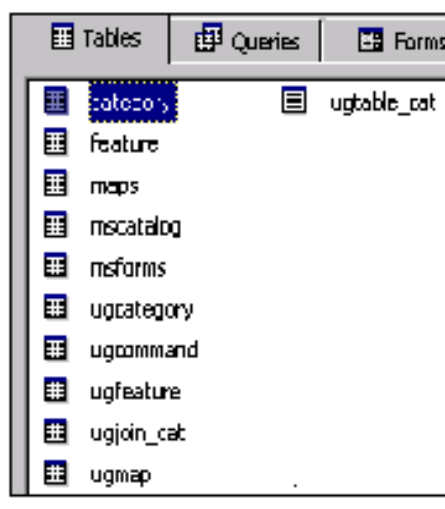 Tables Queries Forms
category ugtable_cat
feature
maps
mscatalog
msforms
ugcategory
ugcommand
ugfeature
ugjoin_cat
ugmap